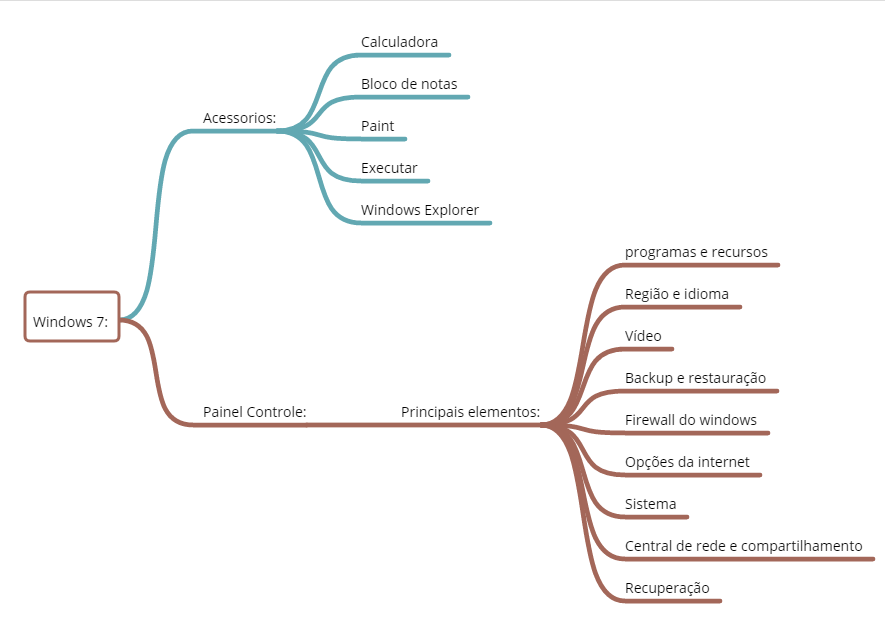 Windows 7:
Acessorios:
Calculadora
Bloco de notas
Paint
Executar
Windows Explorer
Painel Controle:
Principais elementos:
programas e recursos
Região e idioma
Vídeo
Backup e restauração
Firewall do windows
Opções da internet
Sistema
Central de rede e compartilhamento
Recuperação